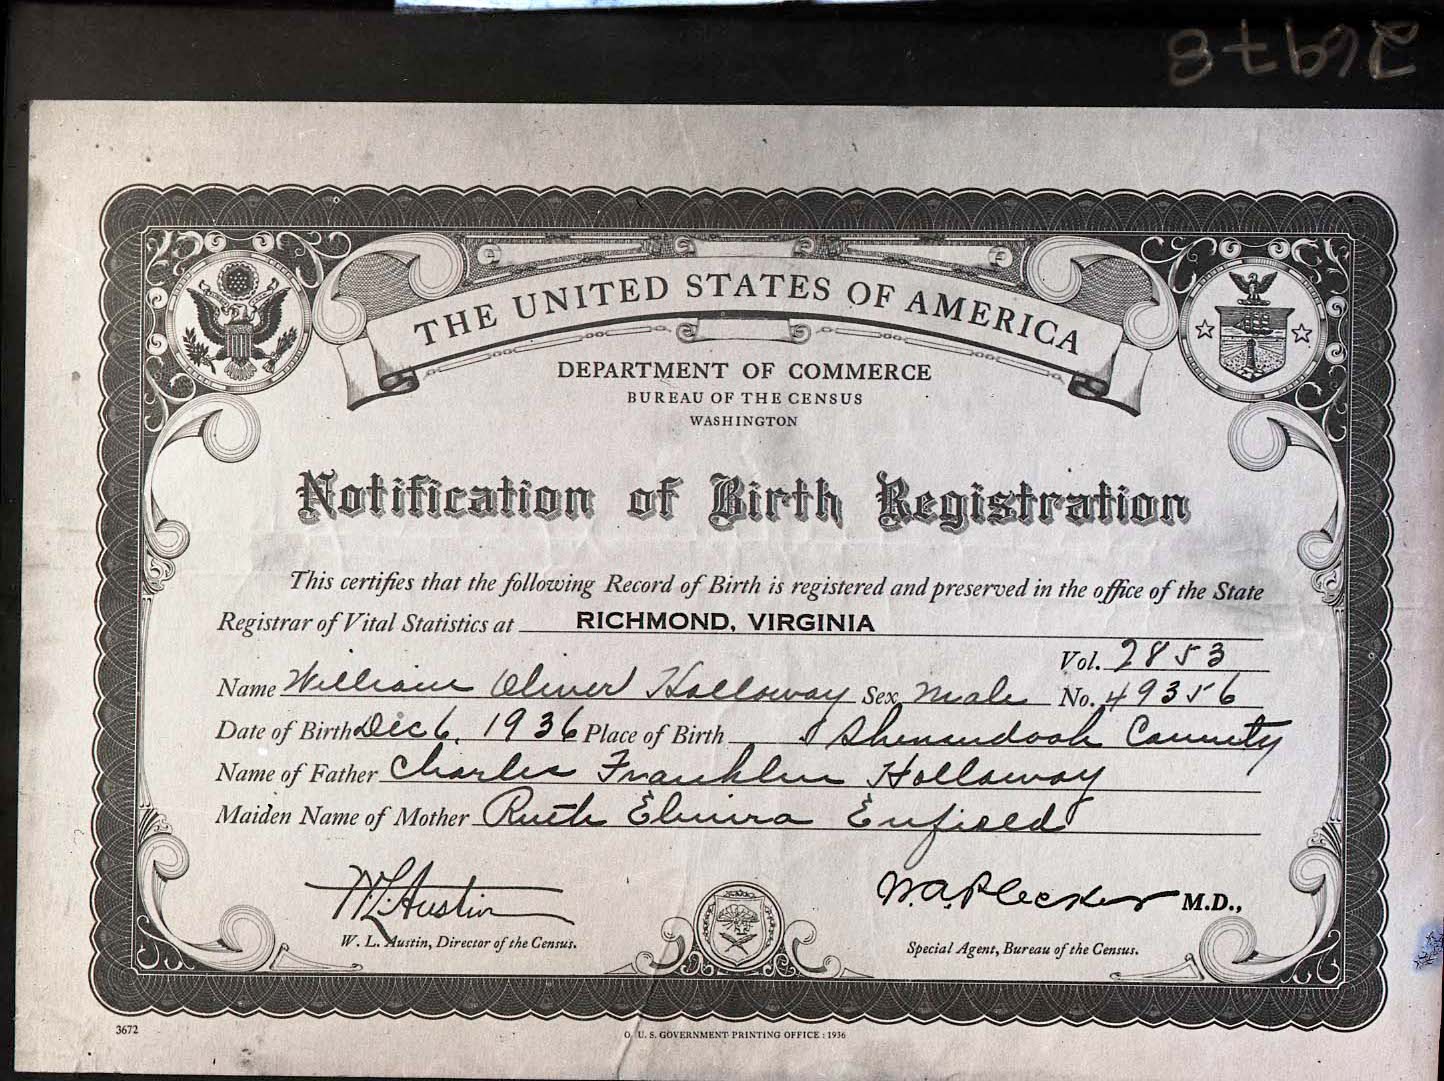 26978
THE UNITED STATES OF AMERICA
DEPARTMENT OF COMMERCE
BUREAU OF THE CENSUS
WASHINGTON
Notification of Birth Registration
This certifies that the following Record of Birth is registered and preserved in the office of the State
Registrar of Vital Statistics at RICHMOND, VIRGINIA
Vol. 2853
Name William Oliver Holloway Sex Male No. 49356
Date of Birth Dec 6, 1936 Place of Birth Shenandoah County
Name of Father Charles Franklin Holloway
Maiden Name of Mother Ruth Elmira Enfield
W. L. Austin W. A. Plecker M.D.,
W. L. Austin, Director of the Census. Special Agent, Bureau of the Census.
3672 U. S. GOVERNMENT PRINTING OFFICE : 1936